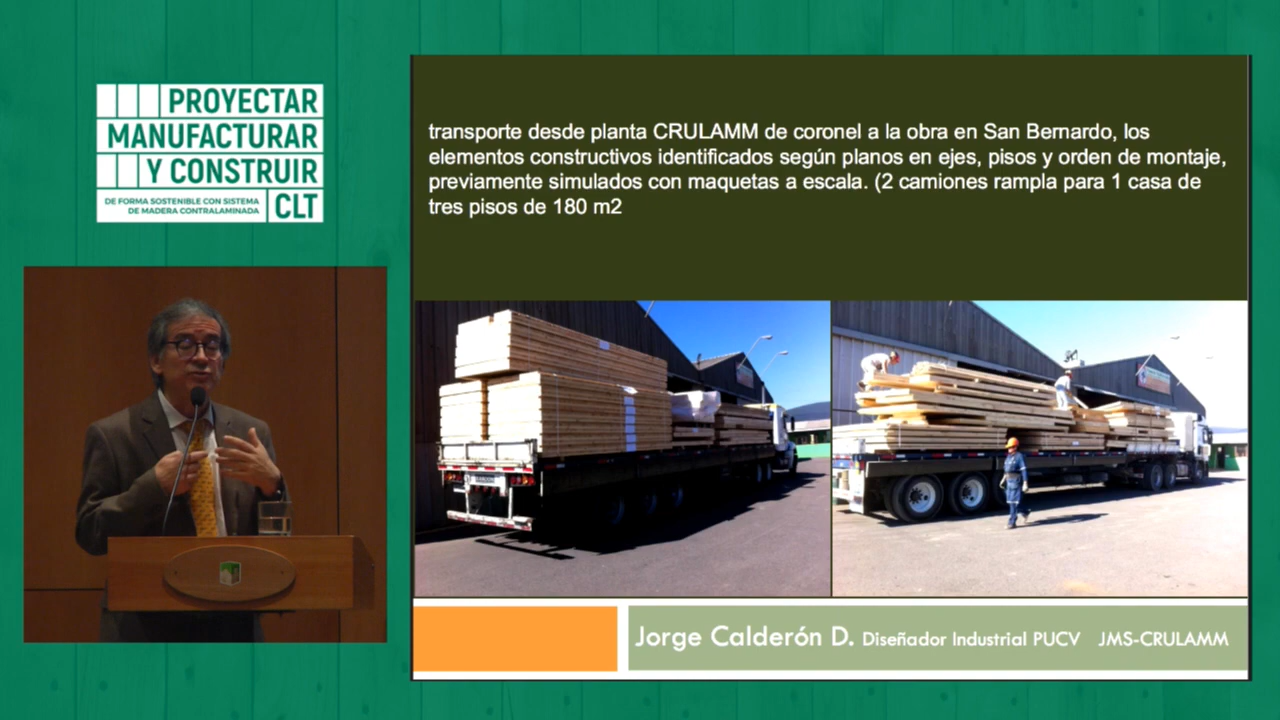 PROYECTAR
MANUFACTURAR
Y CONSTRUIR
DE FORMA SOSTENIBLE CON SISTEMA
DE MADERA CONTRALAMINADA
CLT
transporte desde planta CRULAMM de coronel a la obra en San Bernardo, los
elementos constructivos identificados según planos en ejes, pisos y orden de montaje,
previamente simulados con maquetas a escala. (2 camiones rampla para 1 casa de
tres pisos de 180 m2
Jorge Calderón D. Diseñador Industrial PUCV JMS-CRULAMM